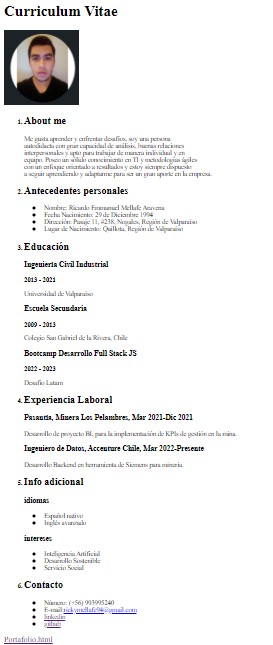 Curriculum Vitae
1. About me
Me gusta aprender y enfrentar desafíos, soy una persona
autodidacta con gran capacidad de análisis, buenas relaciones
interpersonales y apto para trabajar de manera individual y en
equipo. Poseo un sólido conocimiento en TI y metodologías ágiles
con un enfoque orientado a resultados y estoy siempre dispuesto
a seguir aprendiendo y adaptarme para ser un gran aporte en la empresa.
2. Antecedentes personales
Nombre: Ricardo Emmanuel Mellafe Aravena
Fecha Nacimiento: 29 de Diciembre 1994
Dirección: Pasaje 11, #238, Nogales, Región de Valparaíso
Lugar de Nacimiento: Quillota, Región de Valparaíso
3. Educación
Ingeniería Civil Industrial
2013 - 2021
Universidad de Valparaíso
Escuela Secundaria
2009 - 2013
Colegio San Gabriel de la Rivera, Chile
Bootcamp Desarrollo Full Stack JS
2022 - 2023
Desafío Latam
4. Experiencia Laboral
Pasantía, Minera Los Pelambres, Mar 2021-Dic 2021
Desarrollo de proyecto BI, para la implementación de KPIs de gestión en la mina.
Ingeniero de Datos, Accenture Chile, Mar 2022-Presente
Desarrollo Backend en herramienta de Siemens para minería.
5. Info adicional
idiomas
Español nativo
Inglés avanzado
intereses
Inteligencia Artificial
Desarrollo Sostenible
Servicio Social
6. Contacto
Número: (+56) 993995240
E-mail:rickymellafe94@gmail.com
linkedin
github
Portafolio.html